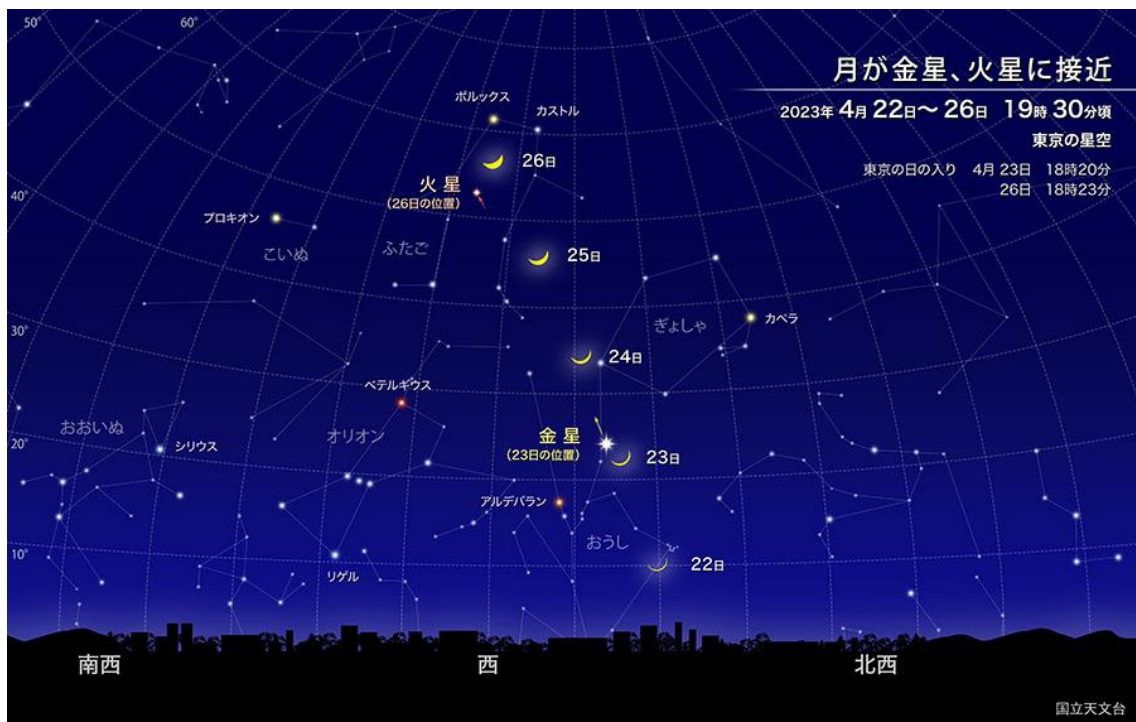 50°
60°
月が金星、火星に接近
2023年 4月 22日〜 26日 19時 30分頃
東京の星空
東京の日の入り 4月 23日 18時20分
26日 18時23分
ポルックス
カストル
26日
火星
(26日の位置)
40°
プロキオン
こいぬ
ふたご
25日
ぎょしゃ
カペラ
30°
24日
ベテルギウス
おおいぬ
シリウス
オリオン
20°
金星
(23日の位置)
23日
アルデバラン
おうし
10°
22日
リゲル
南西
西
北西
国立天文台